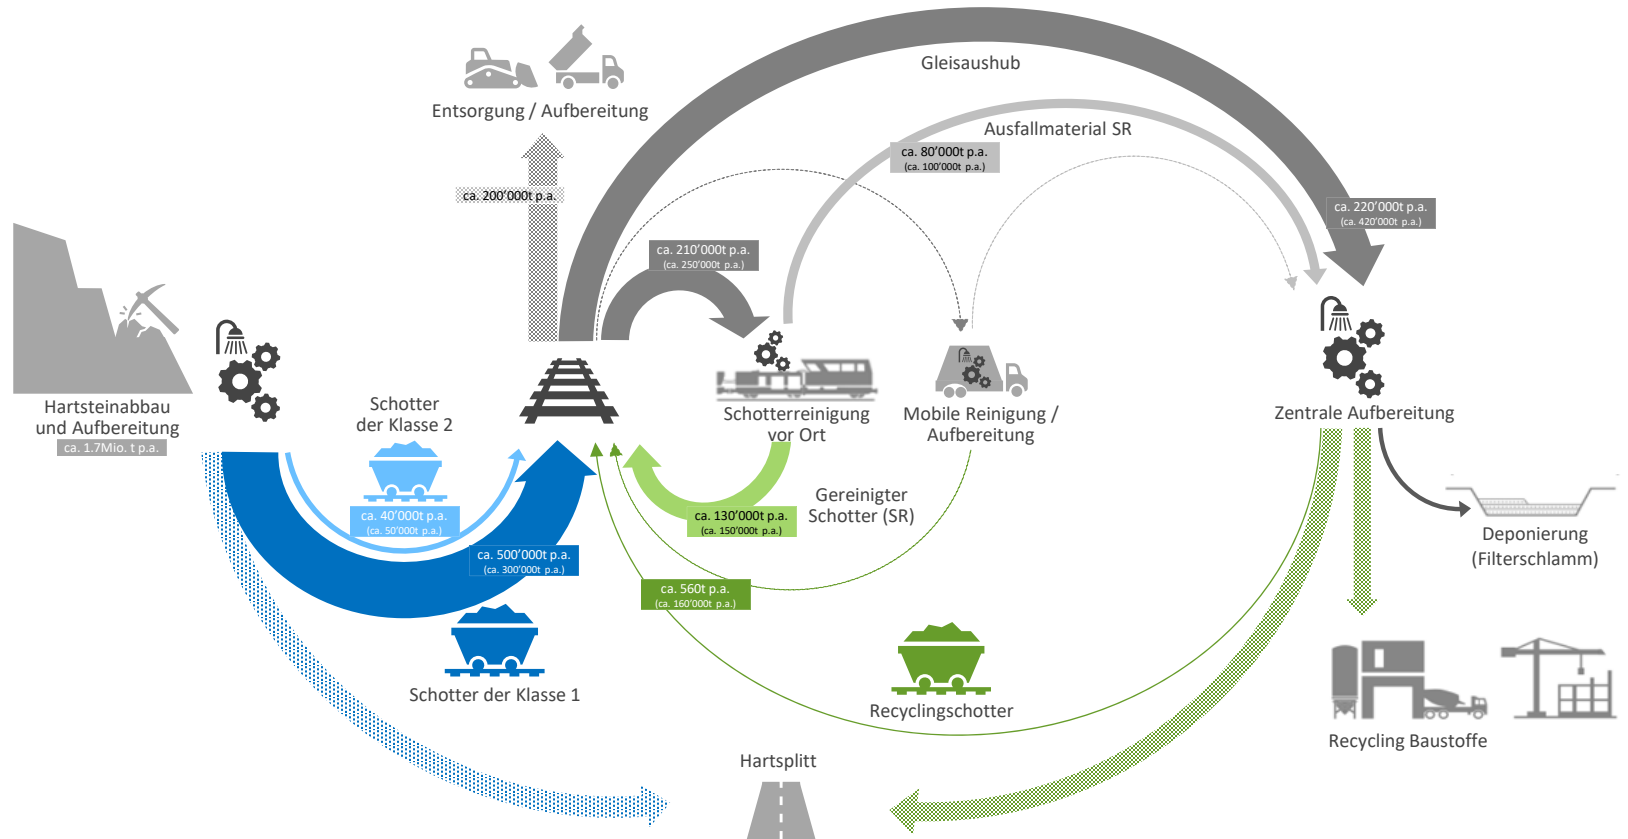 Gleisaushub
Entsorgung / Aufbereitung
Ausfallmaterial SR
ca. 80’000t p.a.
(ca. 100’000t p.a.)
ca. 200’000t p.a.
ca. 220’000t p.a.
(ca. 420’000t p.a.)
ca. 210’000t p.a.
(ca. 250’000t p.a.)
Hartsteinabbau
und Aufbereitung
ca. 1.7Mio. t p.a.
Schotter
der Klasse 2
Schotterreinigung
vor Ort
Mobile Reinigung /
Aufbereitung
Zentrale Aufbereitung
ca. 40’000t p.a.
(ca. 50’000t p.a.)
Gereinigter
Schotter (SR)
ca. 130’000t p.a.
(ca. 150’000t p.a.)
Deponierung
(Filterschlamm)
ca. 500’000t p.a.
(ca. 300’000t p.a.)
ca. 560t p.a.
(ca. 160’000t p.a.)
Schotter der Klasse 1
Recyclingschotter
Recycling Baustoffe
Hartsplitt